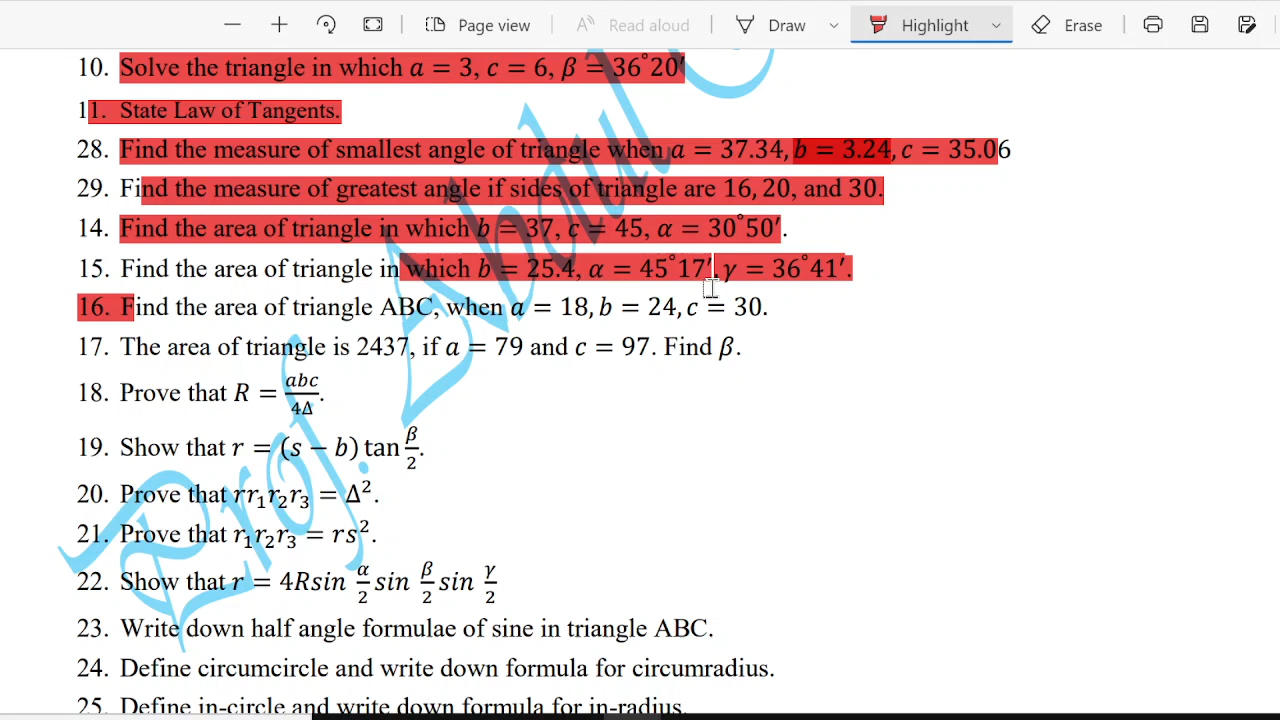 Page view
Read aloud
Draw
Highlight
Erase
10. Solve the triangle in which a = 3, c = 6, β = 36°20′
11. State Law of Tangents.
28. Find the measure of smallest angle of triangle when a = 37.34, b = 3.24, c = 35.06
29. Find the measure of greatest angle if sides of triangle are 16, 20, and 30.
14. Find the area of triangle in which b = 37, c = 45, α = 30°50′.
15. Find the area of triangle in which b = 25.4, α = 45°17′, γ = 36°41′.
16. Find the area of triangle ABC, when a = 18, b = 24, c = 30.
17. The area of triangle is 2437, if a = 79 and c = 97. Find β.
18. Prove that R = abc/4Δ.
19. Show that r = (s − b) tan β/2.
20. Prove that rr₁r₂r₃ = Δ².
21. Prove that r₁r₂r₃ = rs².
22. Show that r = 4Rsin α/2 sin β/2 sin γ/2
23. Write down half angle formulae of sine in triangle ABC.
24. Define circumcircle and write down formula for circumradius.
25. Define in-circle and write down formula for in-radius.
Prof. Abdul